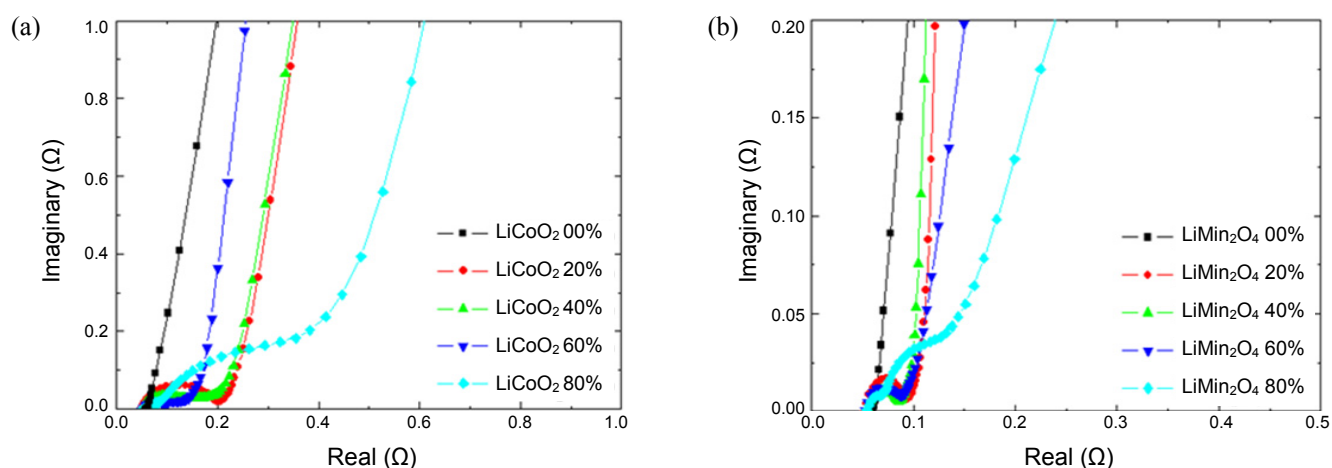 (a)
1.0
0.8
0.6
0.4
0.2
0.0
Imaginary (Ω)
LiCoO₂ 00%
LiCoO₂ 20%
LiCoO₂ 40%
LiCoO₂ 60%
LiCoO₂ 80%
0.0 0.2 0.4 0.6 0.8 1.0
Real (Ω)
(b)
0.20
0.15
0.10
0.05
0.00
Imaginary (Ω)
LiMin₂O₄ 00%
LiMin₂O₄ 20%
LiMin₂O₄ 40%
LiMin₂O₄ 60%
LiMin₂O₄ 80%
0.0 0.1 0.2 0.3 0.4 0.5
Real (Ω)